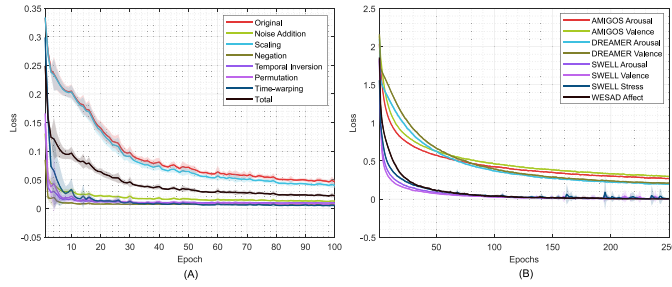 0.35
0.3
0.25
0.2
0.15
0.1
0.05
0
-0.05
Loss
10 20 30 40 50 60 70 80 90 100
Epoch
(A)
Original
Noise Addition
Scaling
Negation
Temporal Inversion
Permutation
Time-warping
Total
2.5
2
1.5
1
0.5
0
-0.5
Loss
50 100 150 200 250
Epochs
(B)
AMIGOS Arousal
AMIGOS Valence
DREAMER Arousal
DREAMER Valence
SWELL Arousal
SWELL Valence
SWELL Stress
WESAD Affect